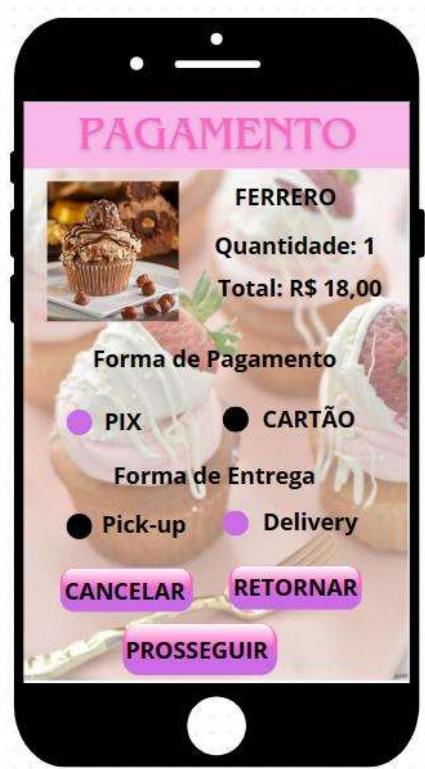 PAGAMENTO
FERRERO
Quantidade: 1
Total: R$ 18,00
Forma de Pagamento
PIX CARTÃO
Forma de Entrega
Pick-up Delivery
CANCELAR RETORNAR
PROSSEGUIR